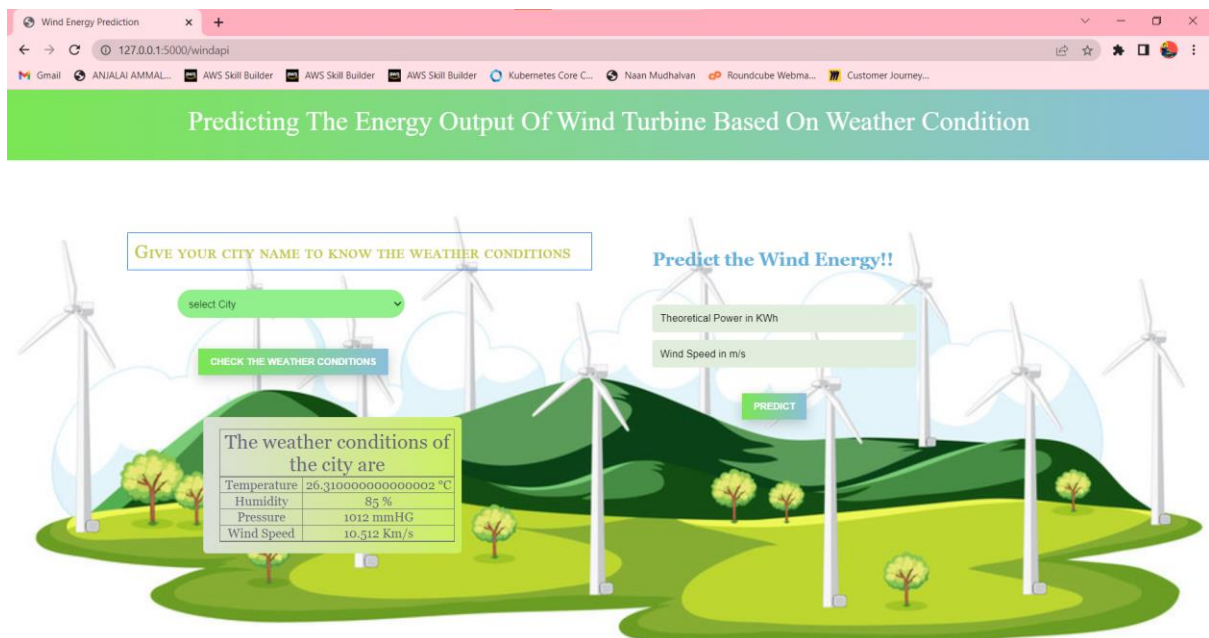 Wind Energy Prediction
127.0.0.1:5000/windapi
Gmail
ANJALAI AMMAL...
AWS Skill Builder
AWS Skill Builder
AWS Skill Builder
Kubernetes Core C...
Naan Mudhalvan
Roundcube Webma...
Customer Journey...
Predicting The Energy Output Of Wind Turbine Based On Weather Condition
GIVE YOUR CITY NAME TO KNOW THE WEATHER CONDITIONS
select City
CHECK THE WEATHER CONDITIONS
The weather conditions of
the city are
Temperature 26.310000000000002 °C
Humidity 85 %
Pressure 1012 mmHG
Wind Speed 10.512 Km/s
Predict the Wind Energy!!
Theoretical Power in KWh
Wind Speed in m/s
PREDICT